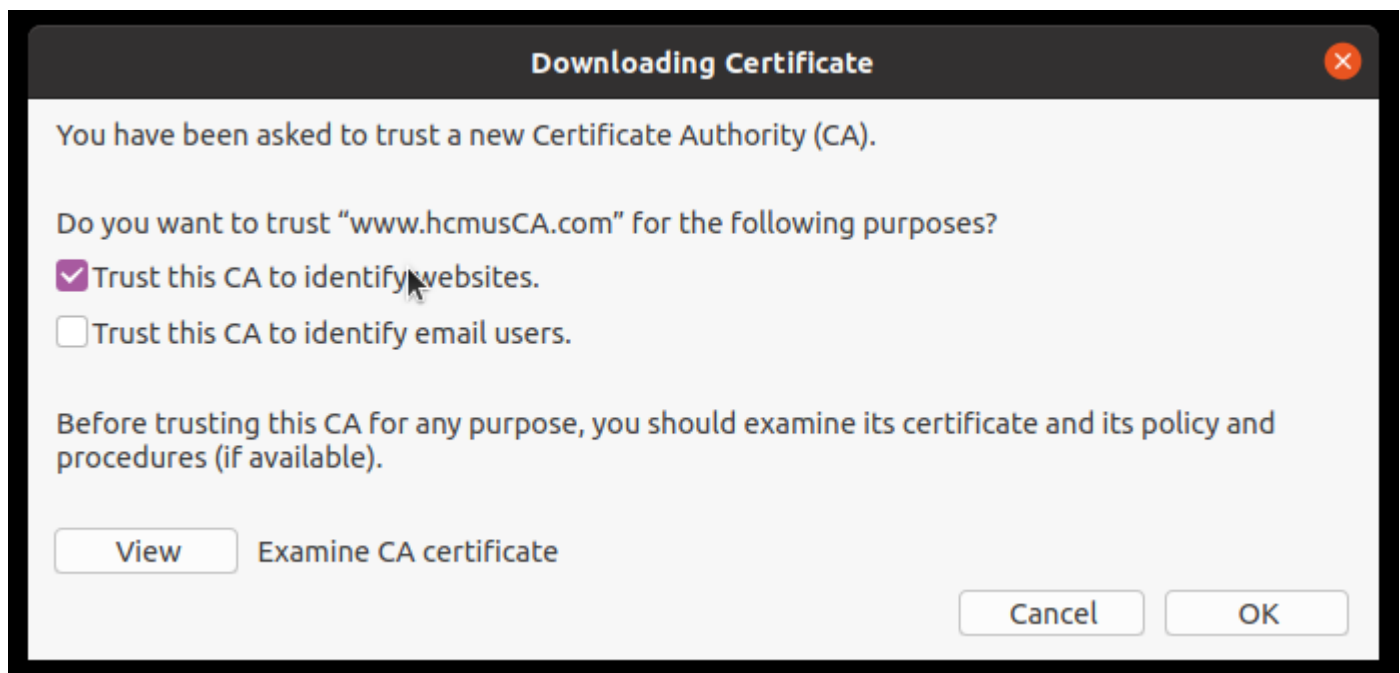 Downloading Certificate
You have been asked to trust a new Certificate Authority (CA).
Do you want to trust “www.hcmusCA.com” for the following purposes?
Trust this CA to identify websites.
Trust this CA to identify email users.
Before trusting this CA for any purpose, you should examine its certificate and its policy and
procedures (if available).
View Examine CA certificate
Cancel OK